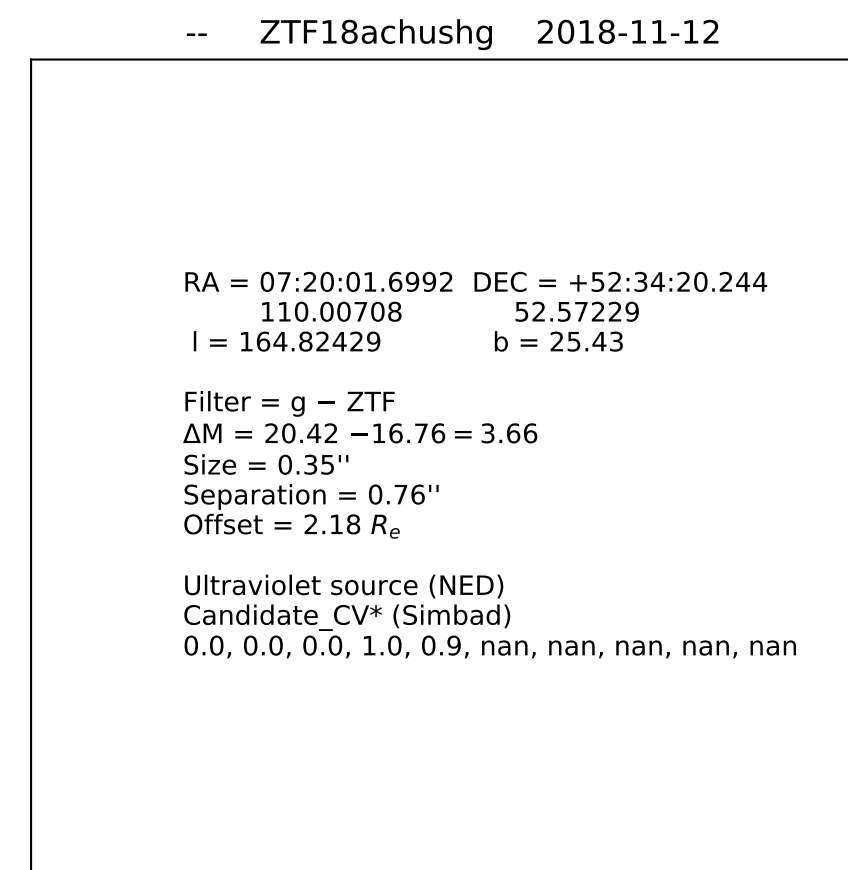 -- ZTF18achushg 2018-11-12
RA = 07:20:01.6992 DEC = +52:34:20.244
110.00708 52.57229
l = 164.82429 b = 25.43
Filter = g − ZTF
ΔM = 20.42 −16.76 = 3.66
Size = 0.35''
Separation = 0.76''
Offset = 2.18 Rₑ
Ultraviolet source (NED)
Candidate_CV* (Simbad)
0.0, 0.0, 0.0, 1.0, 0.9, nan, nan, nan, nan, nan